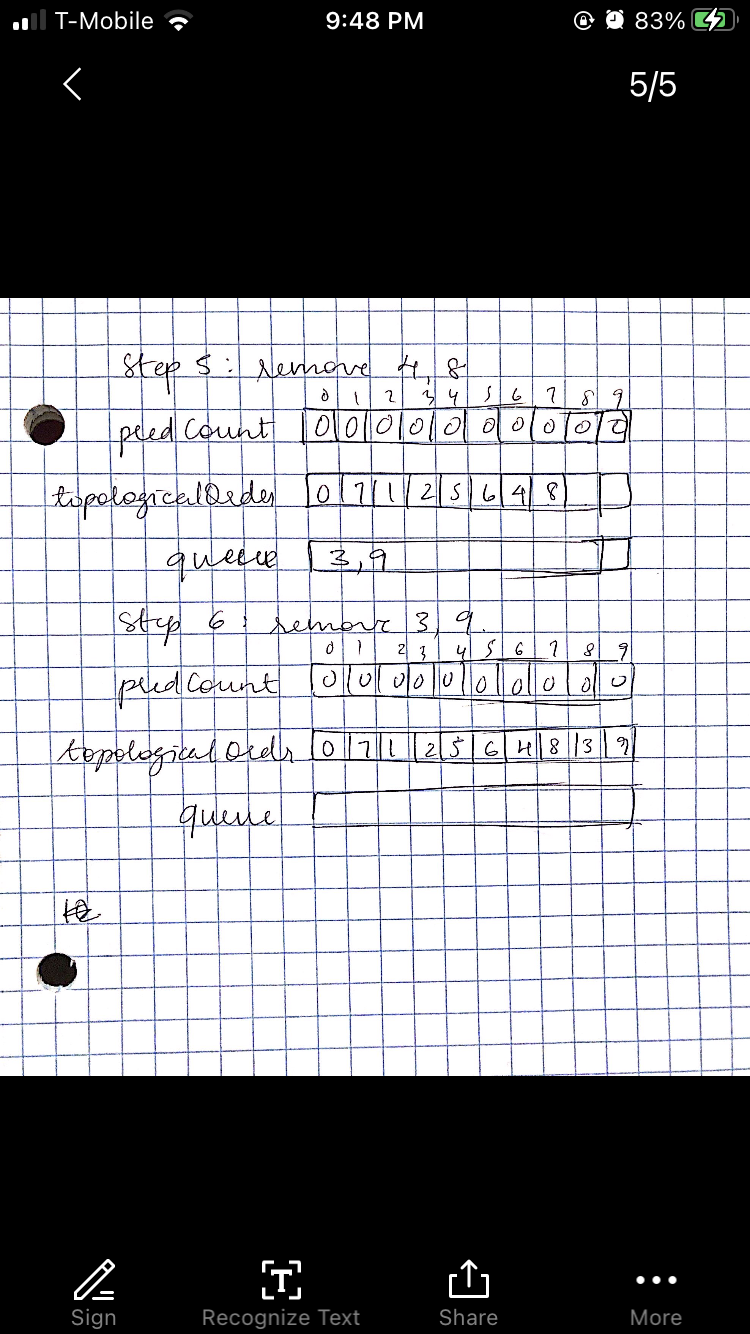 T-Mobile 9:48 PM 83%
5/5
Step 5: remove 4, 8
0 1 2 3 4 5 6 7 8 9
predCount 0 0 0 0 0 0 0 0 0 0
topologicalOrder 0 7 1 2 5 6 4 8
queue 3,9
Step 6: remove 3, 9.
0 1 2 3 4 5 6 7 8 9
predCount 0 0 0 0 0 0 0 0 0 0
topologicalOrdr 0 7 1 2 5 6 4 8 3 9
queue
Sign Recognize Text Share More